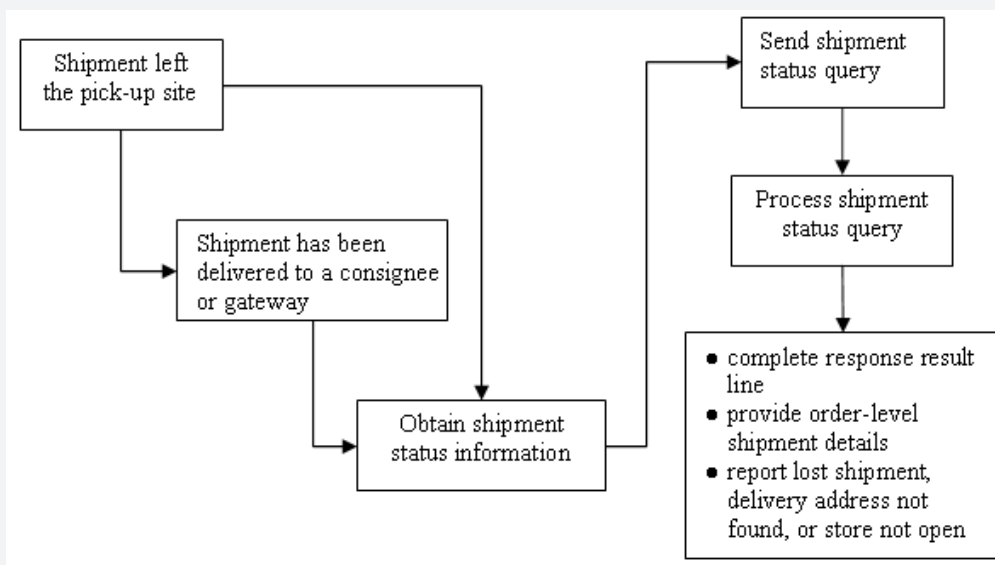 Shipment left
the pick-up site
Shipment has been
delivered to a consignee
or gateway
Obtain shipment
status information
Send shipment
status query
Process shipment
status query
● complete response result
line
● provide order-level
shipment details
● report lost shipment,
delivery address not
found, or store not open